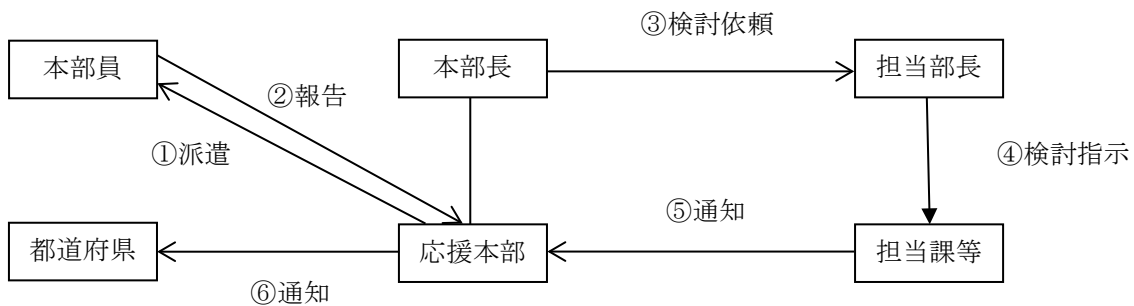 ③検討依頼
本部員
本部長
担当部長
②報告
①派遣
④検討指示
⑤通知
都道府県
応援本部
担当課等
⑥通知